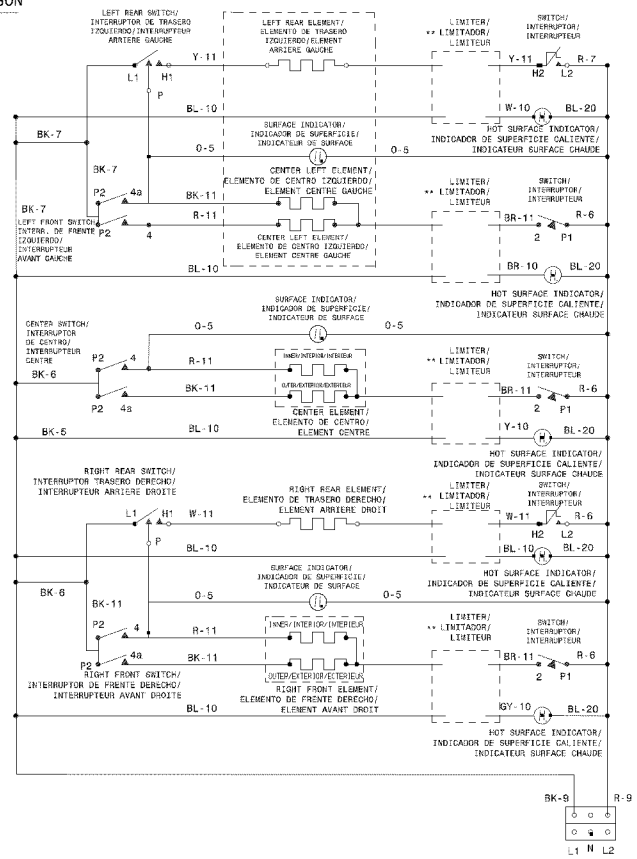 SON
LEFT REAR SWITCH/
INTERRUPTOR DE TRASERO
IZQUIERDO/INTERRUPTEUR
ARRIERE GAUCHE
LEFT REAR ELEMENT/
ELEMENTO DE TRASERO
IZQUIERDO/ELEMENT
ARRIERE GAUCHE
LIMITER/
** LIMITADOR/
LIMITEUR
SWITCH/
INTERRUPTOR/
INTERRUPTEUR
L1 H1 Y-11 Y-11 R-7
H2 L2
P
BL-10 W-10 BL-20
HOT SURFACE INDICATOR/
INDICADOR DE SUPERFICIE CALIENTE/
INDICATEUR SURFACE CHAUDE
BK-7
SURFACE INDICATOR/
INDICADOR DE SUPERFICIE/
INDICATEUR DE SURFACE
O-5 O-5
BK-7
CENTER LEFT ELEMENT/
ELEMENTO DE CENTRO IZQUIERDO/
ELEMENT CENTRE GAUCHE
LIMITER/
** LIMITADOR/
LIMITEUR
SWITCH/
INTERRUPTOR/
INTERRUPTEUR
P2 4a BK-11
BK-7
R-11 BR-11 R-6
P2 4 2 P1
LEFT FRONT SWITCH/
INTERR. DE FRENTE
IZQUIERDO/
INTERRUPTEUR
AVANT GAUCHE
CENTER LEFT ELEMENT/
ELEMENTO DE CENTRO IZQUIERDO/
ELEMENT CENTRE GAUCHE
BL-10 BR-10 BL-20
HOT SURFACE INDICATOR/
INDICADOR DE SUPERFICIE CALIENTE/
INDICATEUR SURFACE CHAUDE
SURFACE INDICATOR/
INDICADOR DE SUPERFICIE/
INDICATEUR DE SURFACE
O-5 O-5
CENTER SWITCH/
INTERRUPTOR
DE CENTRO/
INTERRUPTEUR
CENTRE
LIMITER/
** LIMITADOR/
LIMITEUR
SWITCH/
INTERRUPTOR/
INTERRUPTEUR
P2 4 R-11
INNER/INTERIOR/INTERIEUR
BK-6
BK-11
OUTER/EXTERIOR/EXTERIEUR
BR-11 R-6
P2 4a 2 P1
CENTER ELEMENT/
ELEMENTO DE CENTRO/
ELEMENT CENTRE
BK-5 BL-10 Y-10 BL-20
HOT SURFACE INDICATOR/
INDICADOR DE SUPERFICIE CALIENTE/
INDICATEUR SURFACE CHAUDE
RIGHT REAR SWITCH/
INTERRUPTOR TRASERO DERECHO/
INTERRUPTEUR ARRIERE DROITE
RIGHT REAR ELEMENT/
ELEMENTO DE TRASERO DERECHO/
ELEMENT ARRIERE DROIT
LIMITER/
** LIMITADOR/
LIMITEUR
SWITCH/
INTERRUPTOR/
INTERRUPTEUR
L1 H1 W-11 W-11 R-6
H2 L2
P
BL-10 BL-10 BL-20
HOT SURFACE INDICATOR/
INDICADOR DE SUPERFICIE CALIENTE/
INDICATEUR SURFACE CHAUDE
SURFACE INDICATOR/
INDICADOR DE SUPERFICIE/
INDICATEUR DE SURFACE
BK-6
O-5 O-5
BK-11
LIMITER/
** LIMITADOR/
LIMITEUR
SWITCH/
INTERRUPTOR/
INTERRUPTEUR
P2 4 R-11
INNER/INTERIOR/INTERIEUR
P2 4a BK-11
BR-11 R-6
2 P1
OUTER/EXTERIOR/EXTERIEUR
RIGHT FRONT SWITCH/
INTERRUPTOR DE FRENTE DERECHO/
INTERRUPTEUR AVANT DROITE
RIGHT FRONT ELEMENT/
ELEMENTO DE FRENTE DERECHO/
ELEMENT AVANT DROIT
BL-10 GY-10 BL-20
HOT SURFACE INDICATOR/
INDICADOR DE SUPERFICIE CALIENTE/
INDICATEUR SURFACE CHAUDE
BK-9 R-9
L1 N L2